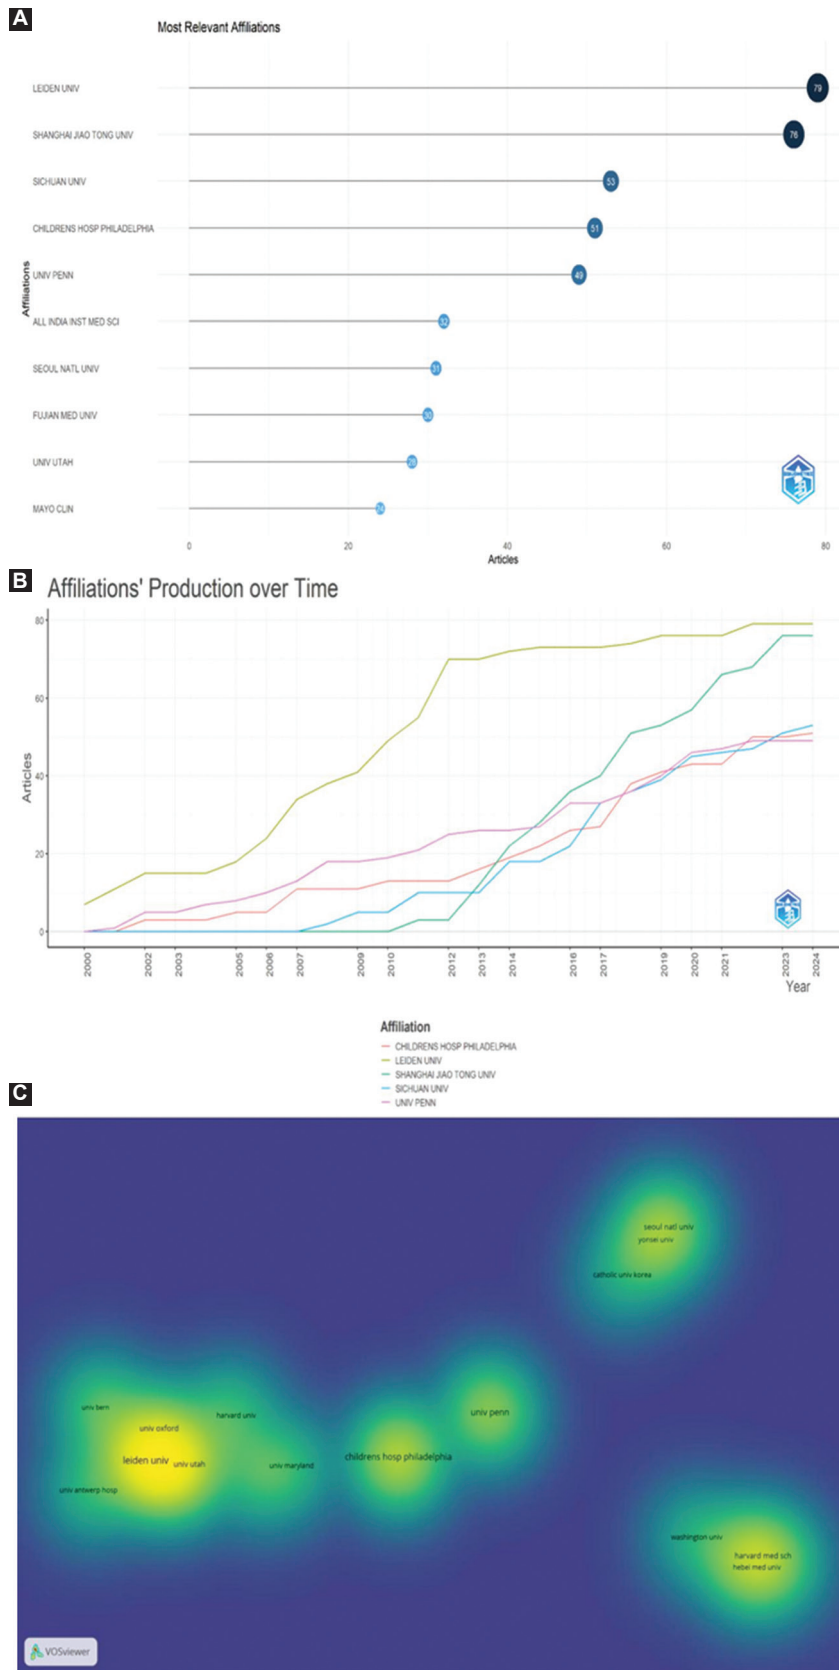 A
Most Relevant Affiliations
LEIDEN UNIV
79
SHANGHAI JIAO TONG UNIV
76
SICHUAN UNIV
53
CHILDRENS HOSP PHILADELPHIA
51
UNIV PENN
49
Affiliations
ALL INDIA INST MED SCI
32
SEOUL NATL UNIV
31
FUJIAN MED UNIV
30
UNIV UTAH
28
MAYO CLIN
24
0 20 40 60 80
Articles
B
Affiliations' Production over Time
80
60
40
20
0
Articles
2000 2002 2003 2005 2006 2007 2009 2010 2012 2013 2014 2016 2017 2019 2020 2021 2023 2024
Year
Affiliation
CHILDRENS HOSP PHILADELPHIA
LEIDEN UNIV
SHANGHAI JIAO TONG UNIV
SICHUAN UNIV
UNIV PENN
C
seoul natl univ
yonsei univ
catholic univ korea
univ bern
harvard univ
univ penn
univ oxford
leiden univ
univ utah
univ maryland
childrens hosp philadelphia
univ antwerp hosp
washington univ
harvard med sch
hebei med univ
VOSviewer